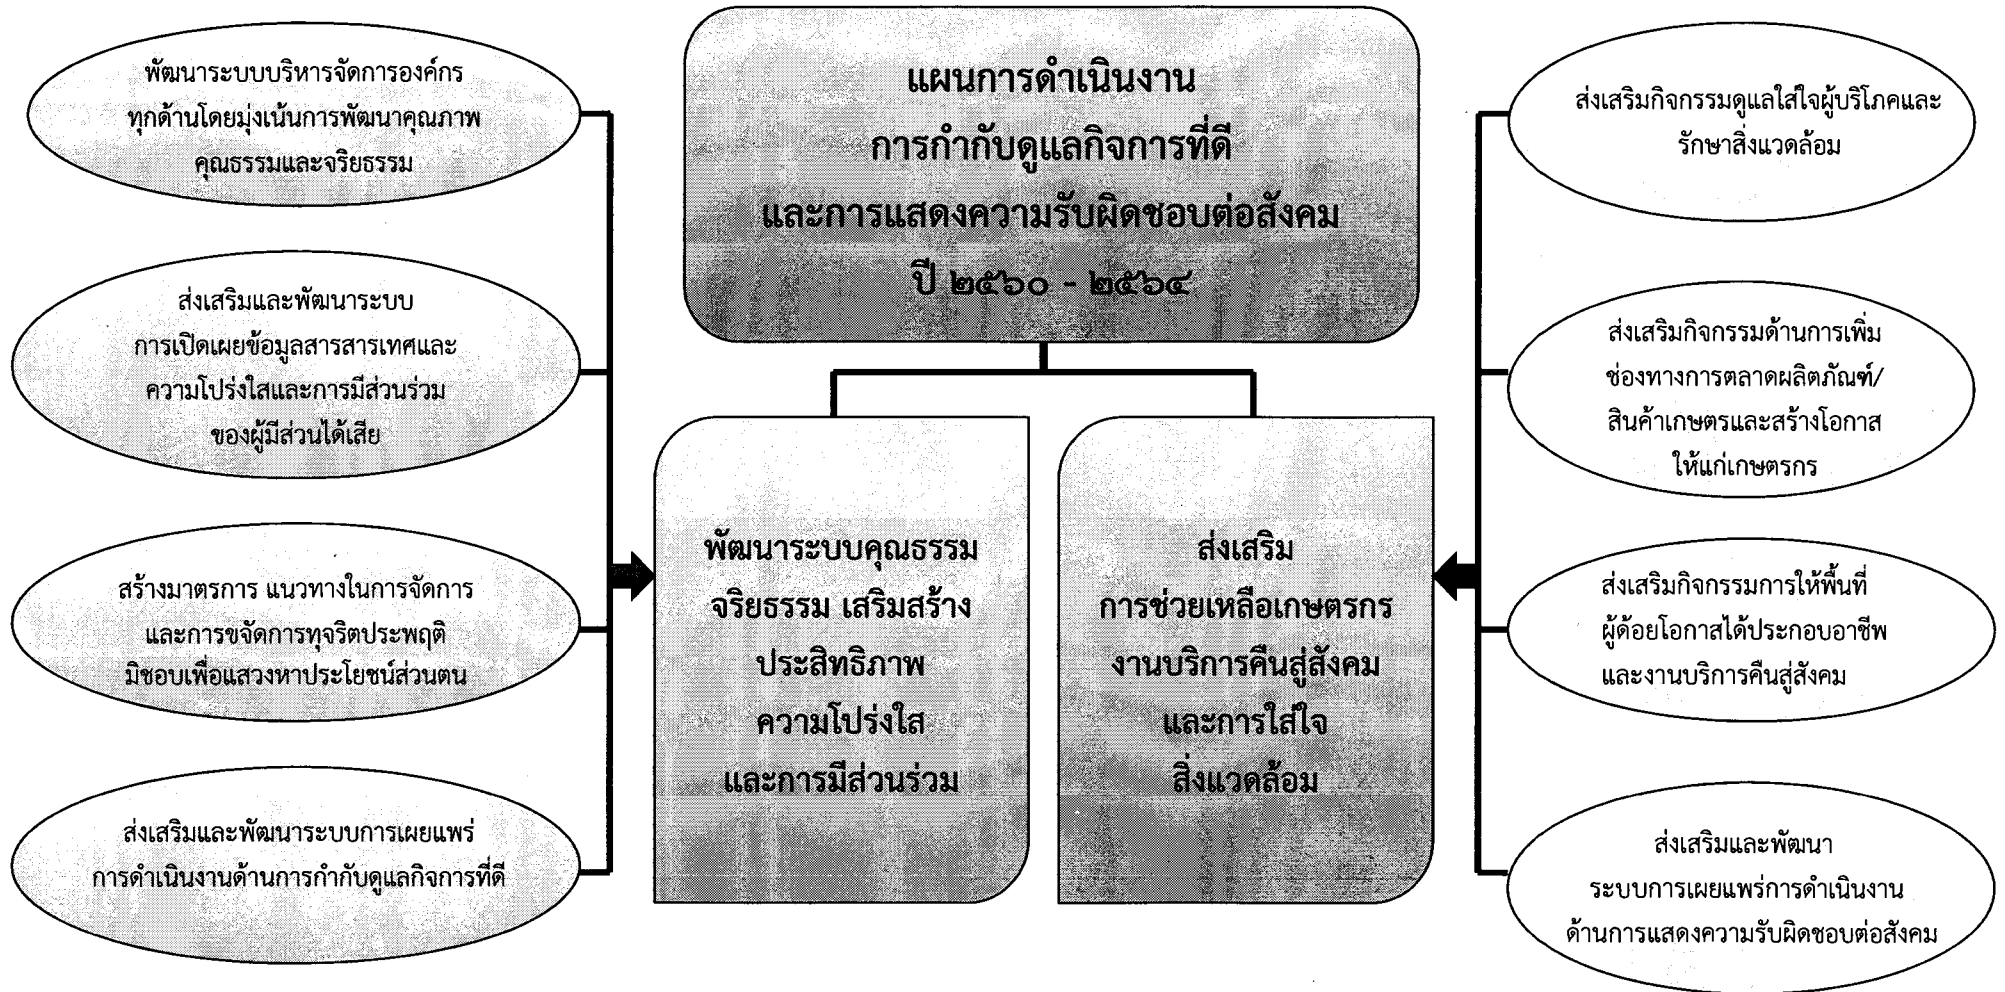 แผนการดำเนินงาน
การกำกับดูแลกิจการที่ดี
และการแสดงความรับผิดชอบต่อสังคม
ปี ๒๕๖๐ - ๒๕๖๔
พัฒนาระบบบริหารจัดการองค์กร
ทุกด้านโดยมุ่งเน้นการพัฒนาคุณภาพ
คุณธรรมและจริยธรรม
ส่งเสริมและพัฒนาระบบ
การเปิดเผยข้อมูลสารสารเทศและ
ความโปร่งใสและการมีส่วนร่วม
ของผู้มีส่วนได้เสีย
สร้างมาตรการ แนวทางในการจัดการ
และการขจัดการทุจริตประพฤติ
มิชอบเพื่อแสวงหาประโยชน์ส่วนตน
ส่งเสริมและพัฒนาระบบการเผยแพร่
การดำเนินงานด้านการกำกับดูแลกิจการที่ดี
พัฒนาระบบคุณธรรม
จริยธรรม เสริมสร้าง
ประสิทธิภาพ
ความโปร่งใส
และการมีส่วนร่วม
ส่งเสริม
การช่วยเหลือเกษตรกร
งานบริการคืนสู่สังคม
และการใส่ใจ
สิ่งแวดล้อม
ส่งเสริมกิจกรรมดูแลใส่ใจผู้บริโภคและ
รักษาสิ่งแวดล้อม
ส่งเสริมกิจกรรมด้านการเพิ่ม
ช่องทางการตลาดผลิตภัณฑ์/
สินค้าเกษตรและสร้างโอกาส
ให้แก่เกษตรกร
ส่งเสริมกิจกรรมการให้พื้นที่
ผู้ด้อยโอกาสได้ประกอบอาชีพ
และงานบริการคืนสู่สังคม
ส่งเสริมและพัฒนา
ระบบการเผยแพร่การดำเนินงาน
ด้านการแสดงความรับผิดชอบต่อสังคม